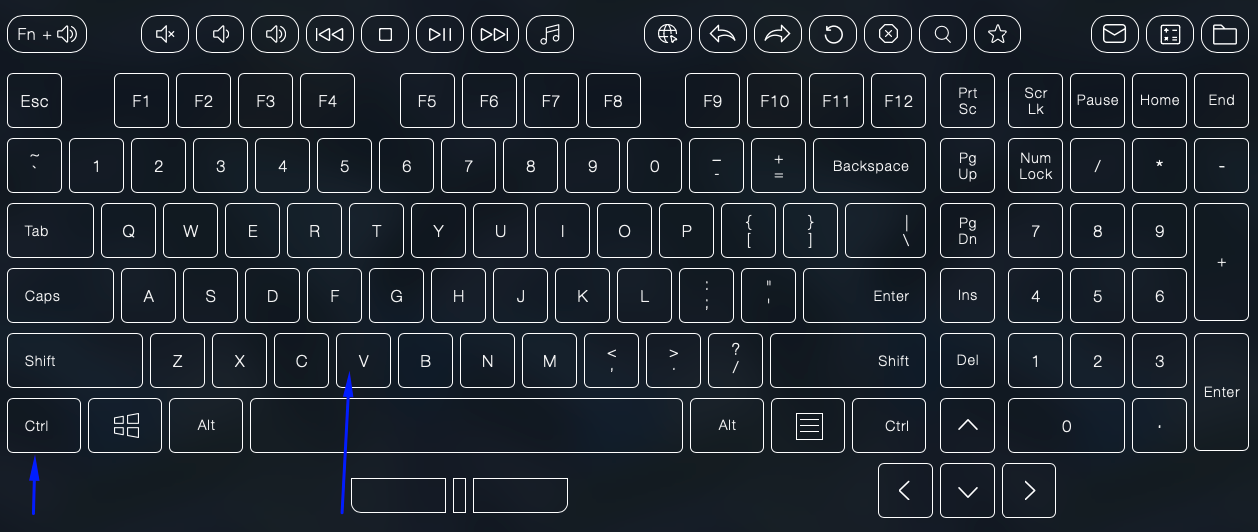 Fn +
Esc F1 F2 F3 F4 F5 F6 F7 F8 F9 F10 F11 F12 Prt Sc Scr Lk Pause Home End
~ ` 1 2 3 4 5 6 7 8 9 0 – - + = Backspace Pg Up Num Lock / * -
Tab Q W E R T Y U I O P { [ } ] | \ Pg Dn 7 8 9 +
Caps A S D F G H J K L : ; " ' Enter Ins 4 5 6
Shift Z X C V B N M < , > . ? / Shift Del 1 2 3 Enter
Ctrl Alt Alt Ctrl 0 .